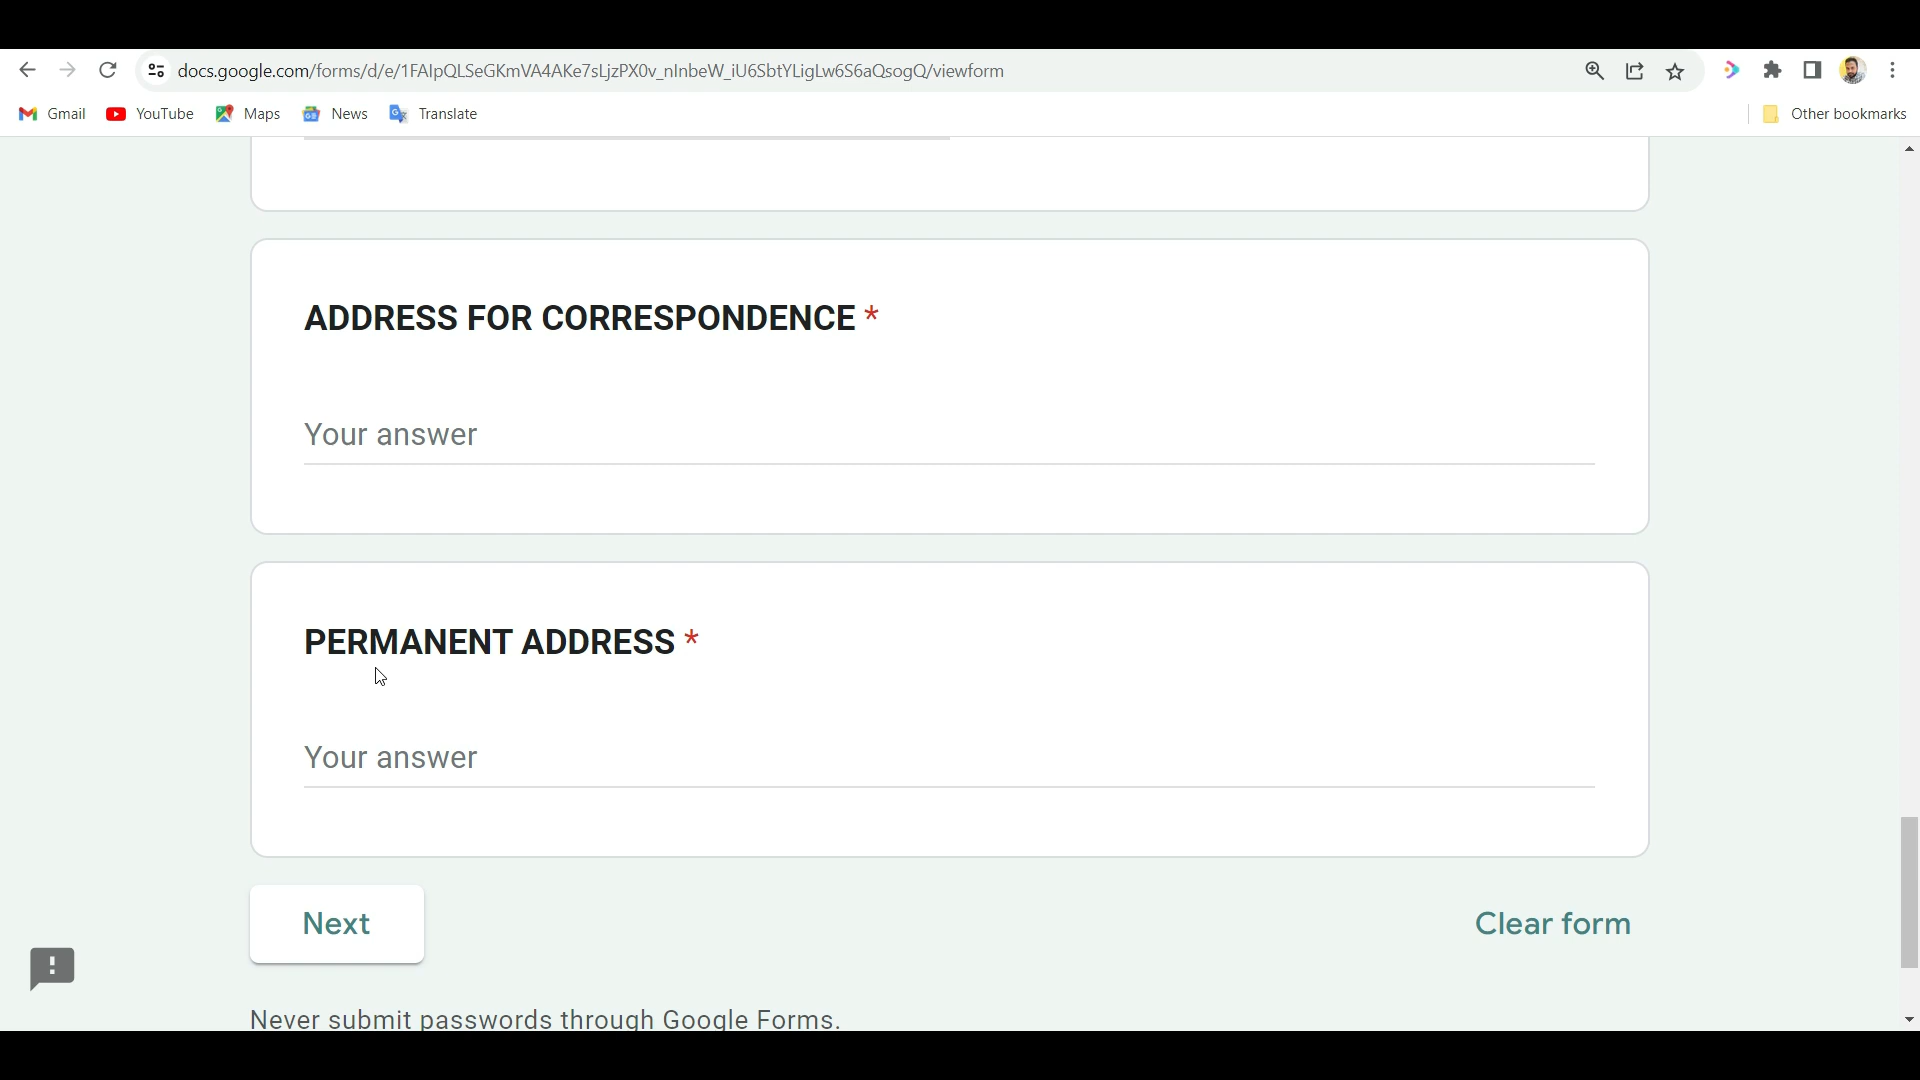 docs.google.com/forms/d/e/1FAIpQLSeGKmVA4AKe7sLjzPX0v_nInbeW_iU6SbtYLigLw6S6aQsogQ/viewform
Gmail YouTube Maps News Translate Other bookmarks
ADDRESS FOR CORRESPONDENCE *
Your answer
PERMANENT ADDRESS *
Your answer
Next Clear form
Never submit passwords through Google Forms.